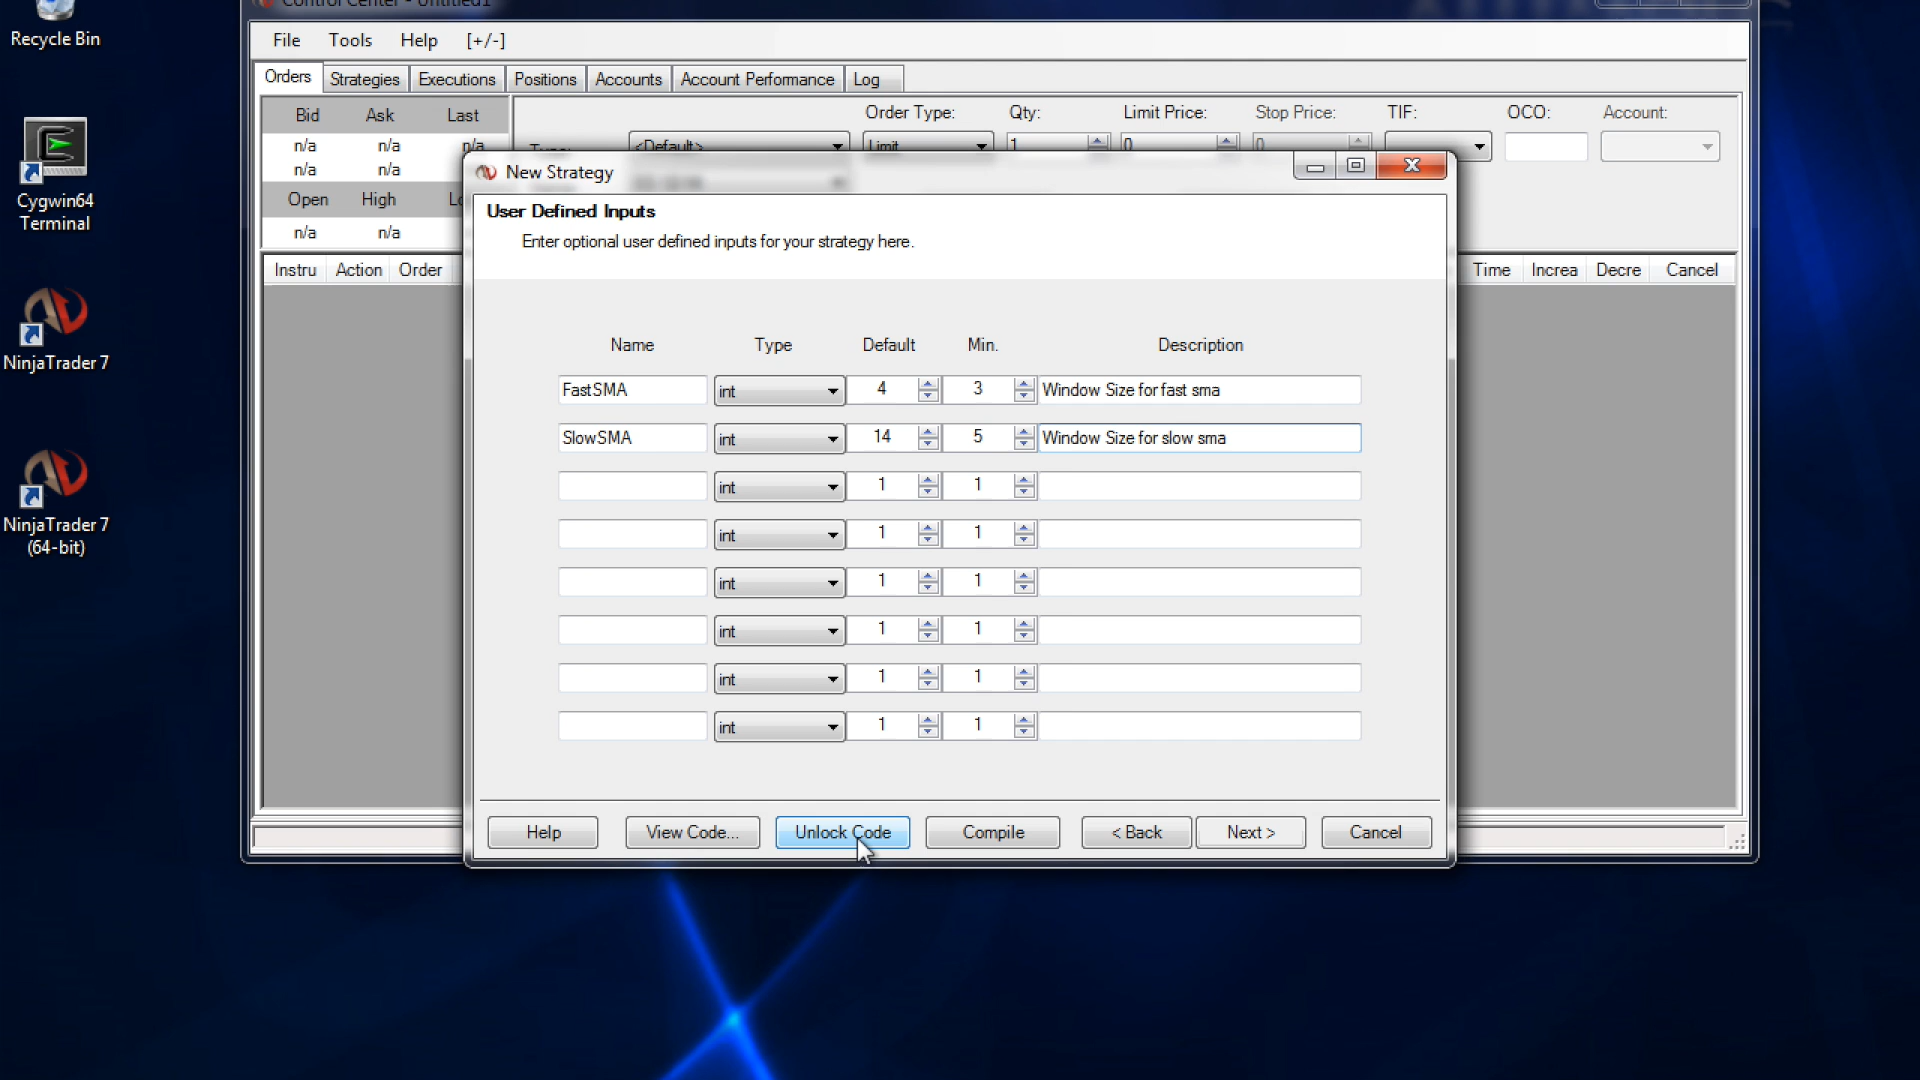 Control Center - Untitled1
Recycle Bin
File Tools Help [+/-]
Orders Strategies Executions Positions Accounts Account Performance Log
Bid Ask Last
Order Type: Qty: Limit Price: Stop Price: TIF: OCO: Account:
n/a n/a n/a
<Default> Limit 1 0 0
n/a n/a
Open High
n/a n/a
Instru Action Order
Time Increa Decre Cancel
Cygwin64
Terminal
NinjaTrader 7
NinjaTrader 7
(64-bit)
New Strategy
User Defined Inputs
Enter optional user defined inputs for your strategy here.
Name Type Default Min. Description
FastSMA int 4 3 Window Size for fast sma
SlowSMA int 14 5 Window Size for slow sma
int 1 1
int 1 1
int 1 1
int 1 1
int 1 1
int 1 1
Help View Code... Unlock Code Compile < Back Next > Cancel